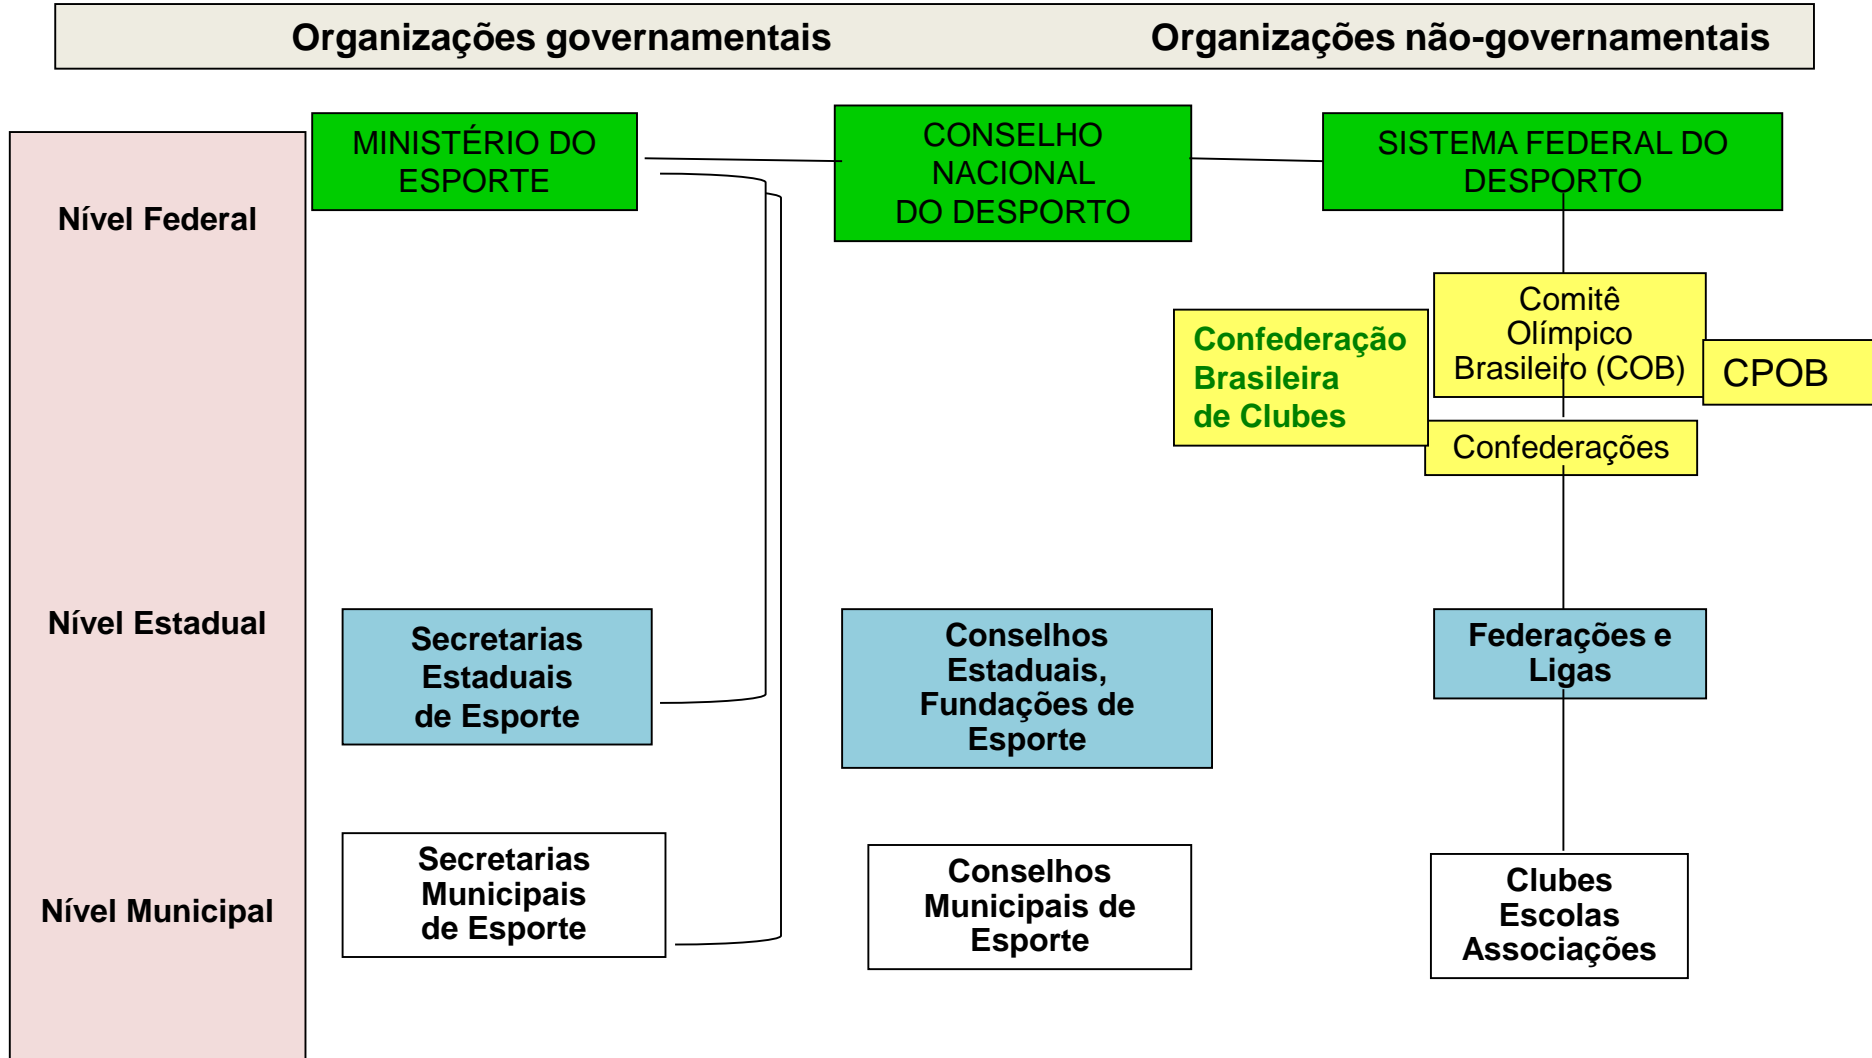 Organizações governamentais
Organizações não-governamentais
Nível Federal
MINISTÉRIO DO
ESPORTE
CONSELHO
NACIONAL
DO DESPORTO
SISTEMA FEDERAL DO
DESPORTO
Comitê
Olímpico
Brasileiro (COB)
Confederação
Brasileira
de Clubes
CPOB
Confederações
Nível Estadual
Secretarias
Estaduais
de Esporte
Conselhos
Estaduais,
Fundações de
Esporte
Federações e
Ligas
Nível Municipal
Secretarias
Municipais
de Esporte
Conselhos
Municipais de
Esporte
Clubes
Escolas
Associações